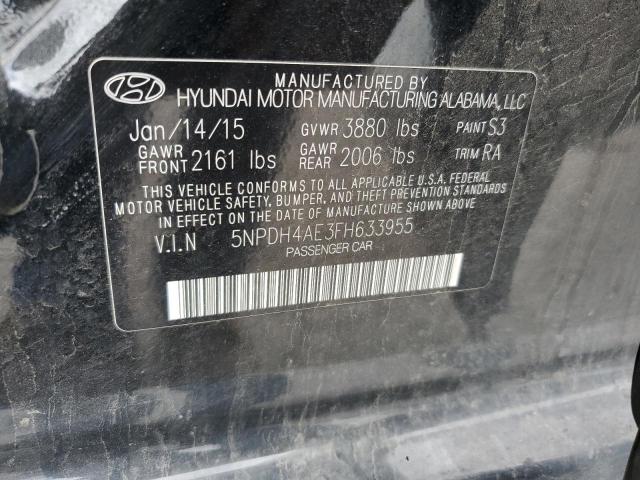 MANUFACTURED BY
HYUNDAI MOTOR MANUFACTURING ALABAMA, LLC
Jan/14/15 GVWR 3880 lbs PAINT S3
GAWR FRONT 2161 lbs GAWR REAR 2006 lbs TRIM RA
THIS VEHICLE CONFORMS TO ALL APPLICABLE U.S.A. FEDERAL
MOTOR VEHICLE SAFETY, BUMPER, AND THEFT PREVENTION STANDARDS
IN EFFECT ON THE DATE OF MANUFACTURE SHOWN ABOVE.
V.I.N 5NPDH4AE3FH633955
PASSENGER CAR